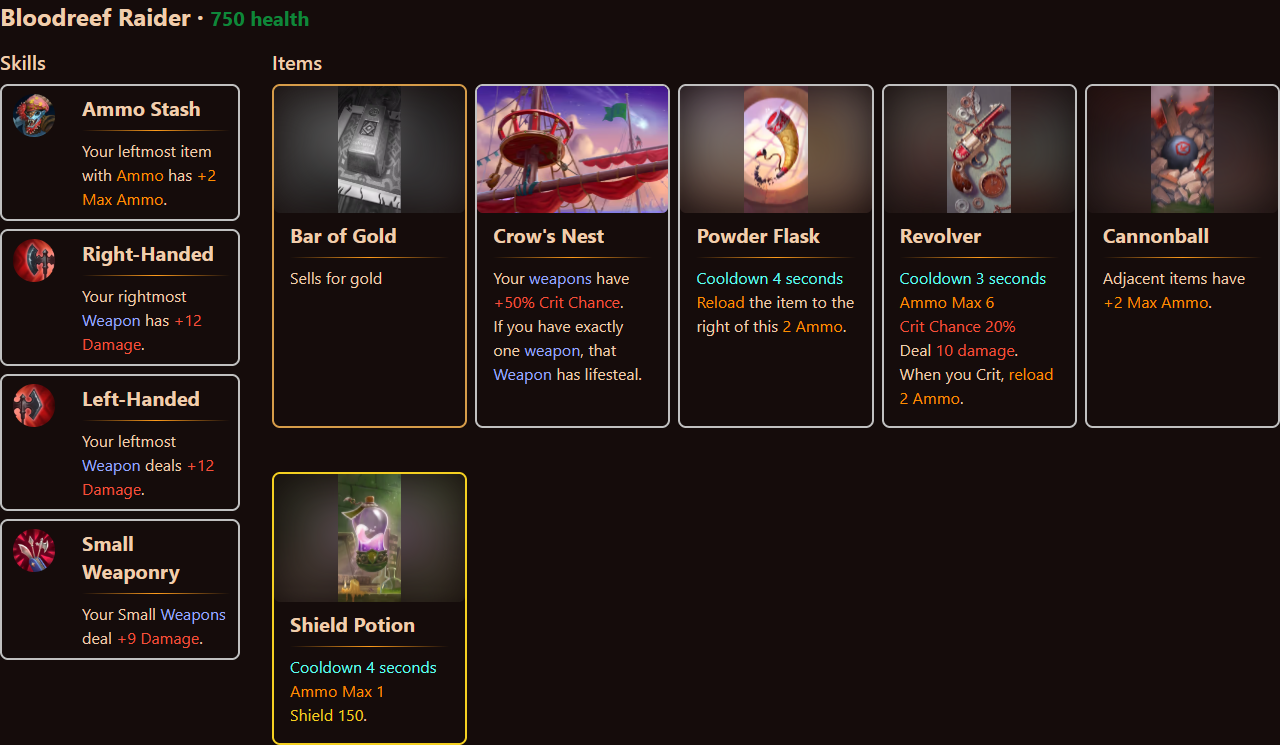 Bloodreef Raider · 750 health
Skills
Ammo Stash
Your leftmost item
with Ammo has +2
Max Ammo.
Right-Handed
Your rightmost
Weapon has +12
Damage.
Left-Handed
Your leftmost
Weapon deals +12
Damage.
Small
Weaponry
Your Small Weapons
deal +9 Damage.
Items
Bar of Gold
Sells for gold
Crow's Nest
Your weapons have
+50% Crit Chance.
If you have exactly
one weapon, that
Weapon has lifesteal.
Powder Flask
Cooldown 4 seconds
Reload the item to the
right of this 2 Ammo.
Revolver
Cooldown 3 seconds
Ammo Max 6
Crit Chance 20%
Deal 10 damage.
When you Crit, reload
2 Ammo.
Cannonball
Adjacent items have
+2 Max Ammo.
Shield Potion
Cooldown 4 seconds
Ammo Max 1
Shield 150.